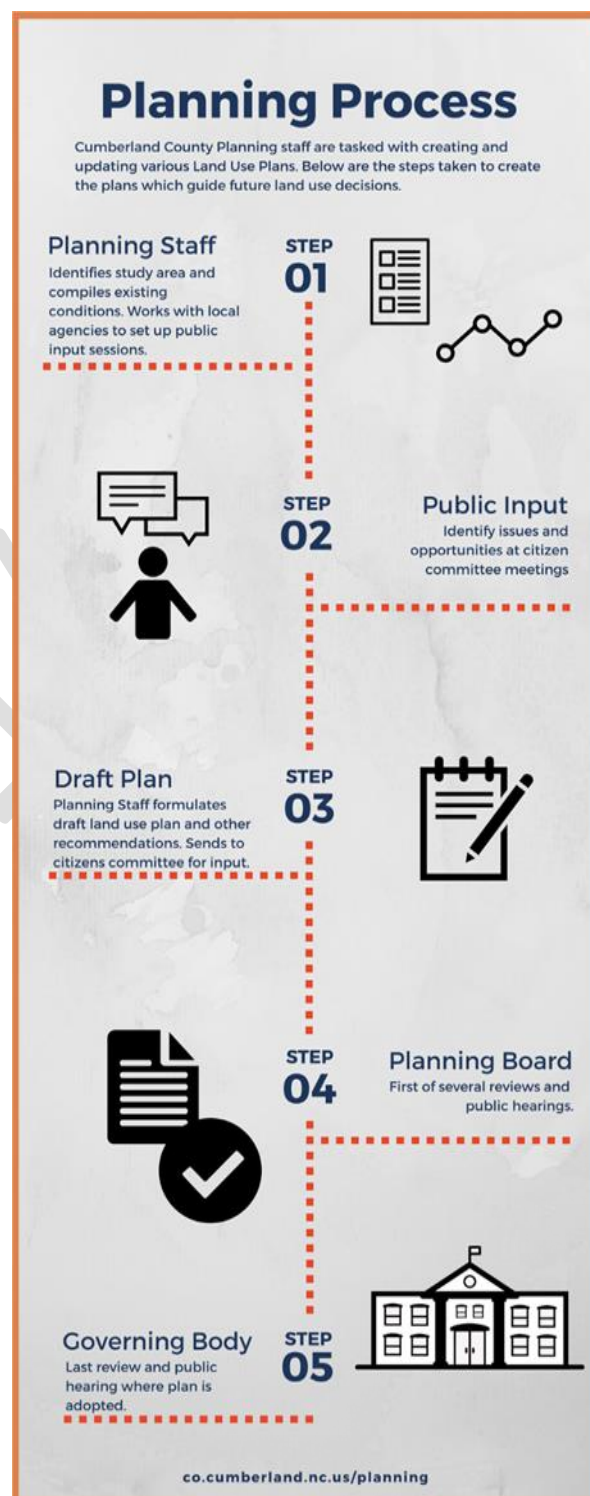 Planning Process
Cumberland County Planning staff are tasked with creating and
updating various Land Use Plans. Below are the steps taken to create
the plans which guide future land use decisions.
Planning Staff
Identifies study area and
compiles existing
conditions. Works with local
agencies to set up public
input sessions.
STEP
01
STEP
02
Public Input
Identify issues and
opportunities at citizen
committee meetings
Draft Plan
Planning Staff formulates
draft land use plan and other
recommendations. Sends to
citizens committee for input.
STEP
03
STEP
04
Planning Board
First of several reviews and
public hearings.
Governing Body
Last review and public
hearing where plan is
adopted.
STEP
05
co.cumberland.nc.us/planning